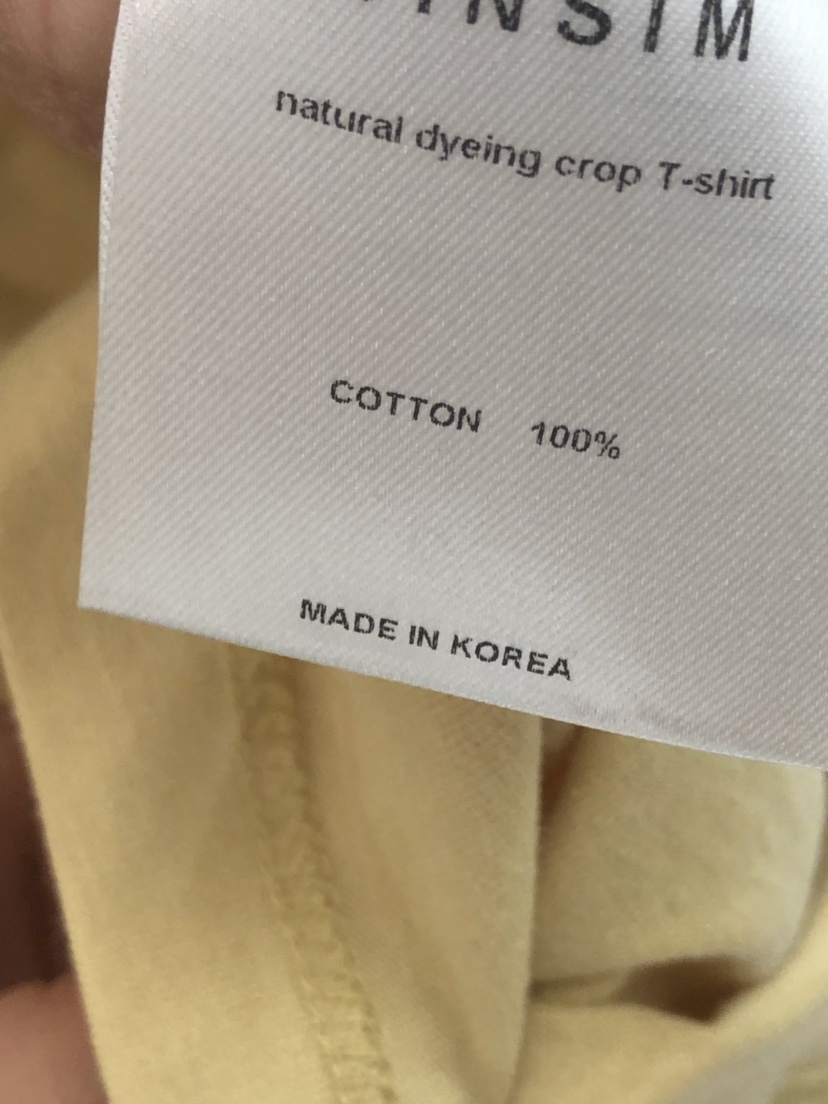 natural dyeing crop T-shirt
COTTON 100%
MADE IN KOREA